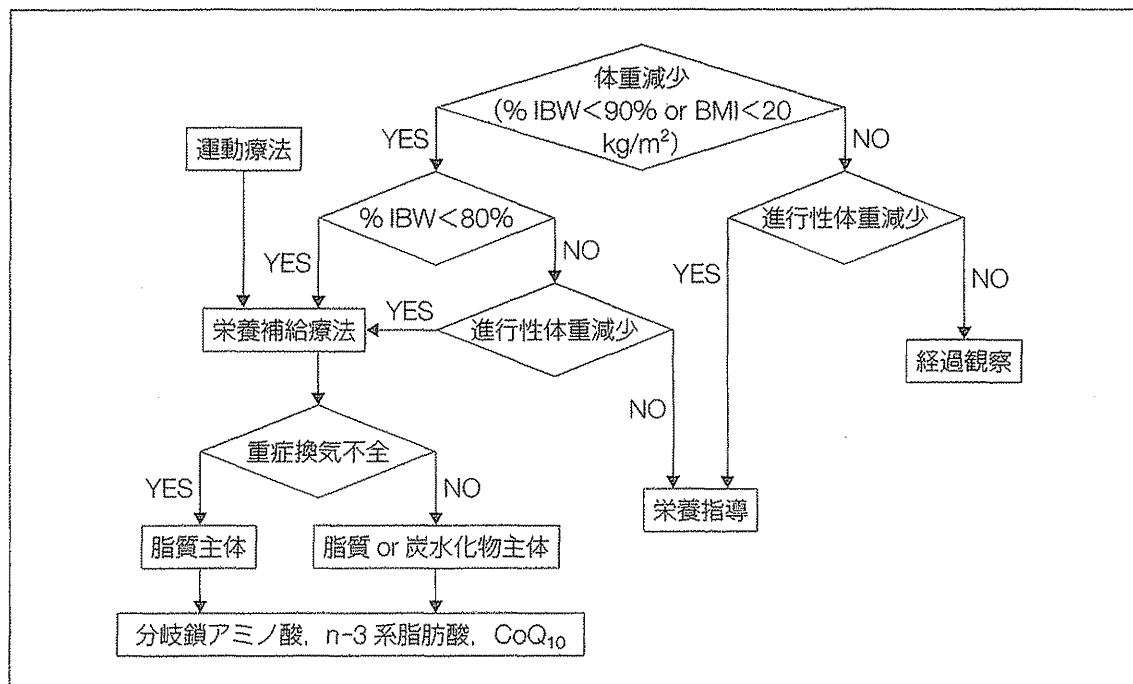 体重減少
(% IBW<90% or BMI<20
kg/m²)
YES
NO
運動療法
% IBW<80%
進行性体重減少
YES
NO
YES
NO
YES
栄養補給療法
進行性体重減少
経過観察
NO
重症換気不全
YES
NO
栄養指導
脂質主体
脂質 or 炭水化物主体
分岐鎖アミノ酸, n-3 系脂肪酸, CoQ₁₀